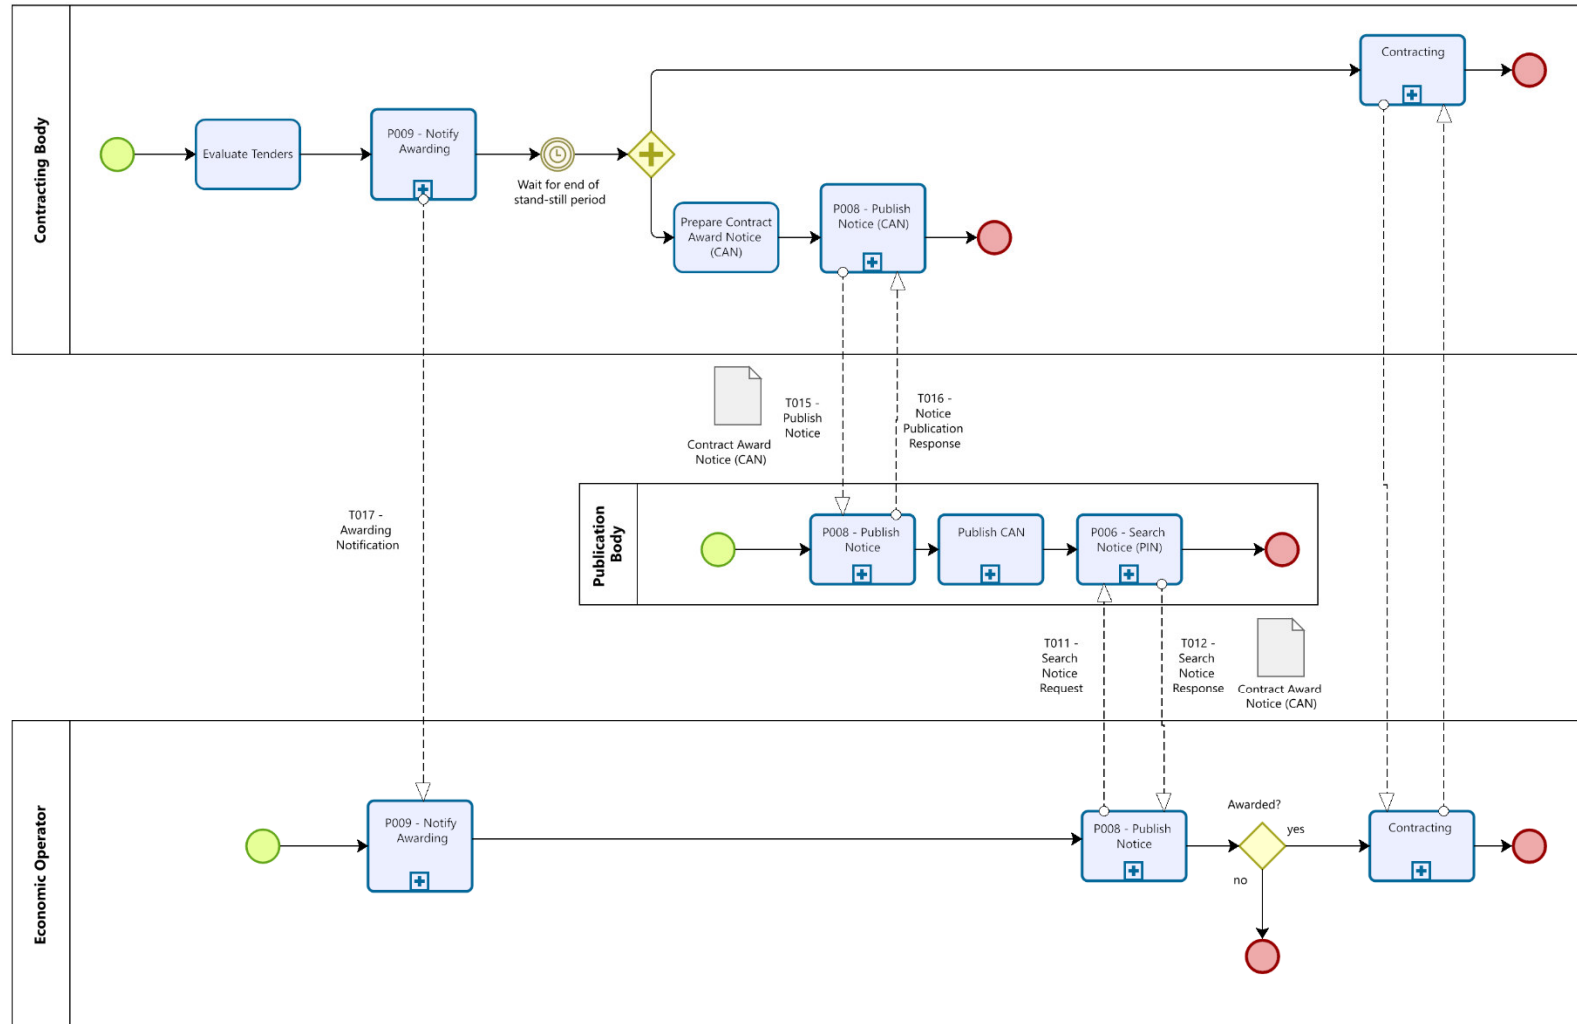 Contracting Body
Evaluate Tenders
P009 - Notify
Awarding
Wait for end of
stand-still period
Prepare Contract
Award Notice
(CAN)
P008 - Publish
Notice (CAN)
Contracting
Contract Award
Notice (CAN)
T015 -
Publish
Notice
T016 -
Notice
Publication
Response
T017 -
Awarding
Notification
Publication
Body
P008 - Publish
Notice
Publish CAN
P006 - Search
Notice (PIN)
T011 -
Search
Notice
Request
T012 -
Search
Notice
Response
Contract Award
Notice (CAN)
Economic Operator
P009 - Notify
Awarding
P008 - Publish
Notice
Awarded?
yes
no
Contracting